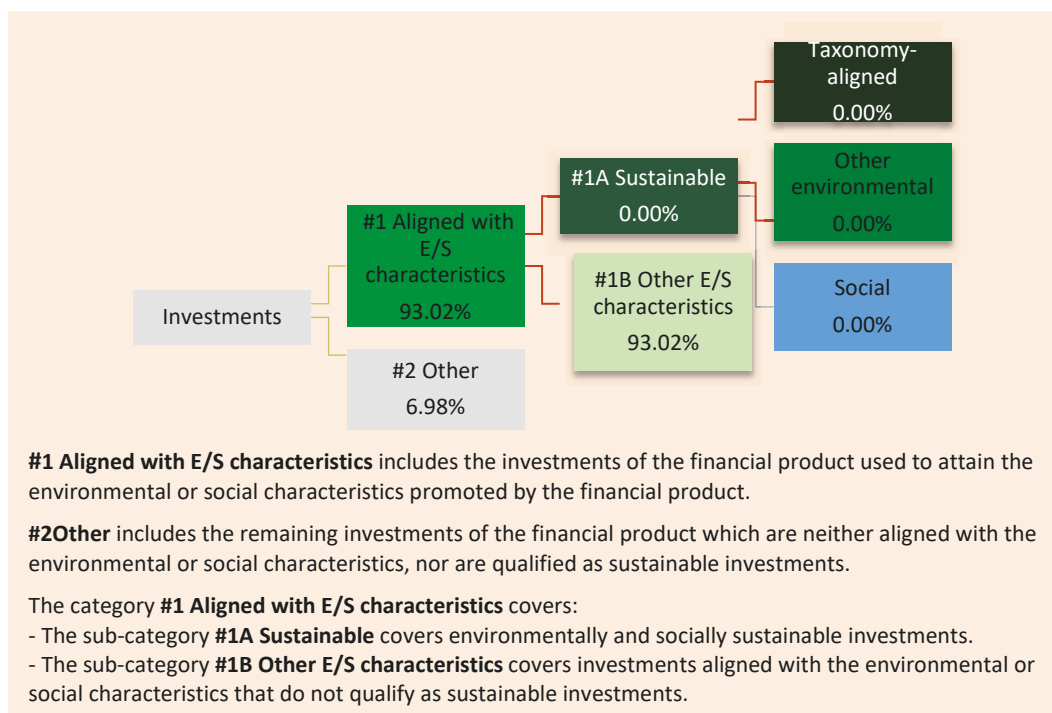 Taxonomy-
aligned
0.00%
#1A Sustainable
0.00%
Other
environmental
0.00%
#1 Aligned with
E/S
characteristics
93.02%
#1B Other E/S
characteristics
93.02%
Social
0.00%
Investments
#2 Other
6.98%
#1 Aligned with E/S characteristics includes the investments of the financial product used to attain the
environmental or social characteristics promoted by the financial product.
#2Other includes the remaining investments of the financial product which are neither aligned with the
environmental or social characteristics, nor are qualified as sustainable investments.
The category #1 Aligned with E/S characteristics covers:
- The sub-category #1A Sustainable covers environmentally and socially sustainable investments.
- The sub-category #1B Other E/S characteristics covers investments aligned with the environmental or
social characteristics that do not qualify as sustainable investments.